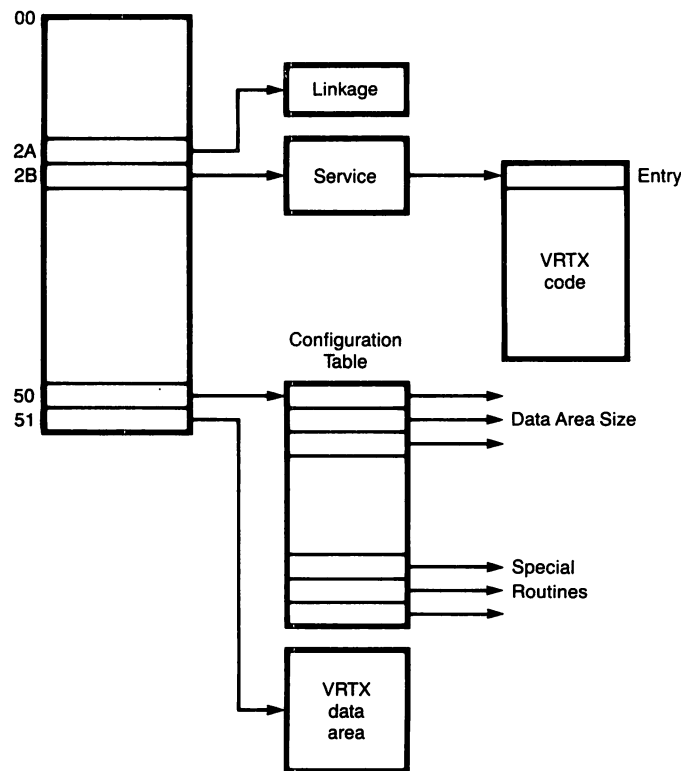 00
Linkage
2A
2B
Service
Entry
VRTX
code
Configuration
Table
50
51
Data Area Size
Special
Routines
VRTX
data
area